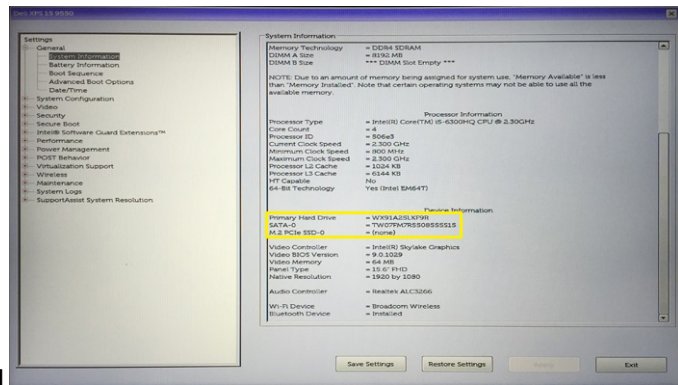 Dell XPS 15 9550
Settings
General
System Information
Battery Information
Boot Sequence
Advanced Boot Options
Date/Time
System Configuration
Video
Security
Secure Boot
Intel® Software Guard Extensions™
Performance
Power Management
POST Behavior
Virtualization Support
Wireless
Maintenance
System Logs
SupportAssist System Resolution
System Information
Memory Technology = DDR4 SDRAM
DIMM A Size = 8192 MB
DIMM B Size *** DIMM Slot Empty ***
NOTE: Due to an amount of memory being assigned for system use, "Memory Available" is less
than "Memory Installed". Note that certain operating systems may not be able to use all the
available memory.
Processor Information
Processor Type = Intel(R) Core(TM) i5-6300HQ CPU @ 2.30GHz
Core Count = 4
Processor ID = 506e3
Current Clock Speed = 2.300 GHz
Minimum Clock Speed = 800 MHz
Maximum Clock Speed = 2.300 GHz
Processor L2 Cache = 1024 KB
Processor L3 Cache = 6144 KB
HT Capable No
64-Bit Technology Yes (Intel EM64T)
Device Information
Primary Hard Drive = WX91A25LKP9R
SATA-0 = TW07FM7R5508555515
M.2 PCIe SSD-0 = (none)
Video Controller = Intel(R) Skylake Graphics
Video BIOS Version = 9.0.1029
Video Memory = 64 MB
Panel Type = 15.6" FHD
Native Resolution = 1920 by 1080
Audio Controller = Realtek ALC3266
Wi-Fi Device = Broadcom Wireless
Bluetooth Device = Installed
Save Settings
Restore Settings
Apply
Exit